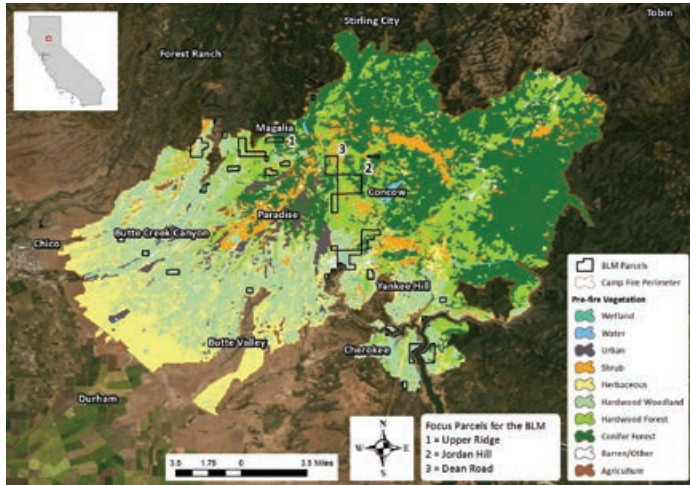 Stirling City
Tobin
Forest Ranch
Magalia
1
3
2
Concow
Paradise
Butte Creek Canyon
Chico
Yankee Hill
Butte Valley
Cherokee
Durham
BLM Parcels
Camp Fire Perimeter
Pre-fire Vegetation
Wetland
Water
Urban
Shrub
Herbaceous
Hardwood Woodland
Hardwood Forest
Conifer Forest
Barren/Other
Agriculture
N
W E
S
Focus Parcels for the BLM
1 = Upper Ridge
2 = Jordan Hill
3 = Dean Road
3.5 1.75 0 3.5 Miles